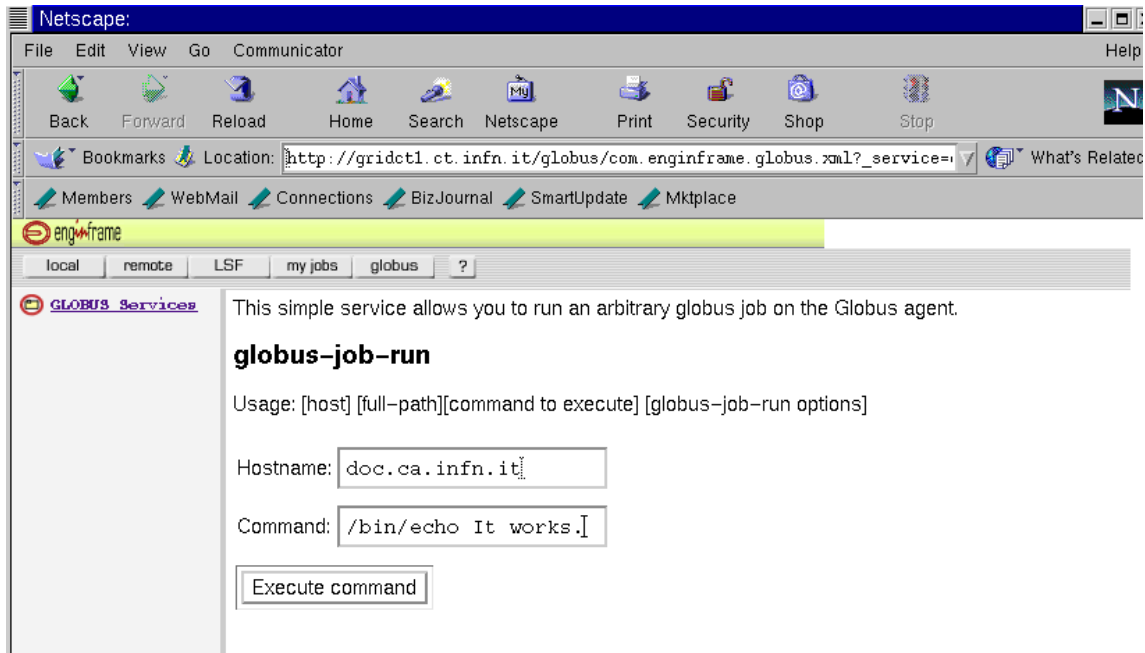 Netscape:
File Edit View Go Communicator Help
Back Forward Reload Home Search Netscape Print Security Shop Stop
My
N
Bookmarks Location: http://gridct1.ct.infn.it/globus/com.enginframe.globus.xml?_service= What's Related
Members WebMail Connections BizJournal SmartUpdate Mktplace
enginframe
local remote LSF my jobs globus ?
GLOBUS Services
This simple service allows you to run an arbitrary globus job on the Globus agent.
globus-job-run
Usage: [host] [full-path][command to execute] [globus-job-run options]
Hostname: doc.ca.infn.it
Command: /bin/echo It works.
Execute command